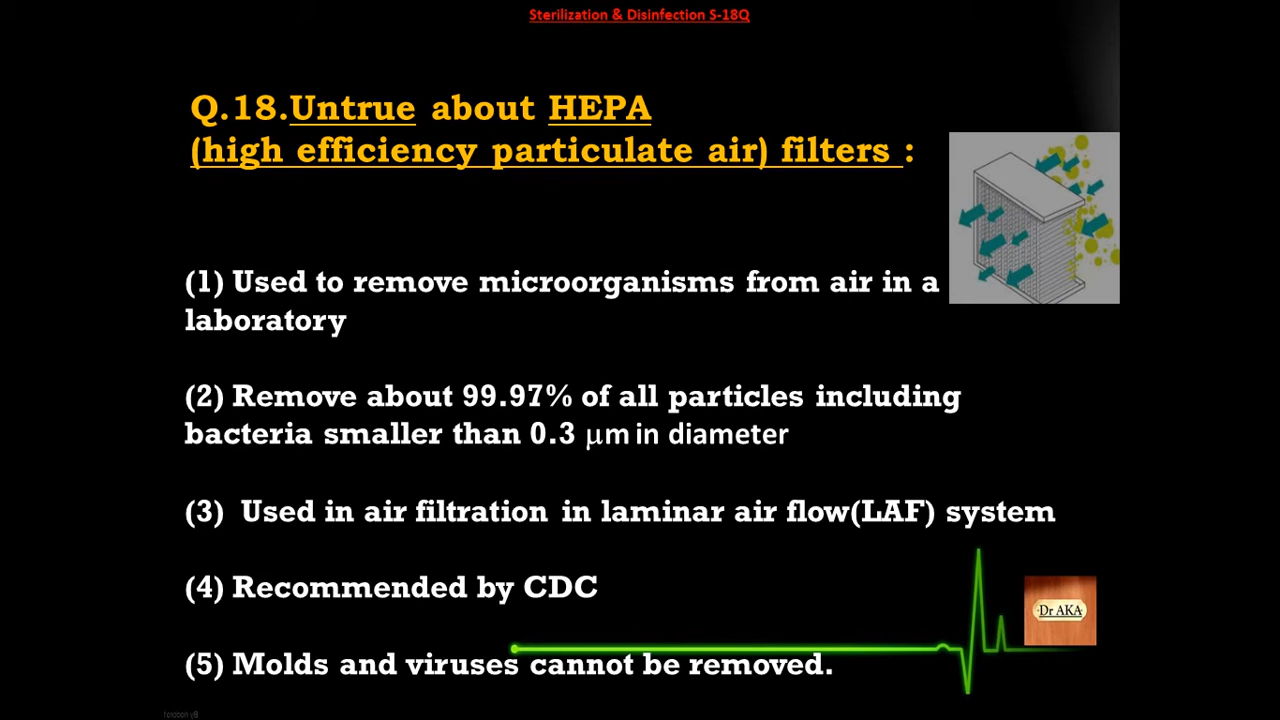 Sterilization & Disinfection S-18Q
Q.18.Untrue about HEPA
(high efficiency particulate air) filters :
(1) Used to remove microorganisms from air in a
laboratory
(2) Remove about 99.97% of all particles including
bacteria smaller than 0.3 μm in diameter
(3) Used in air filtration in laminar air flow(LAF) system
(4) Recommended by CDC
Dr AKA
(5) Molds and viruses cannot be removed.